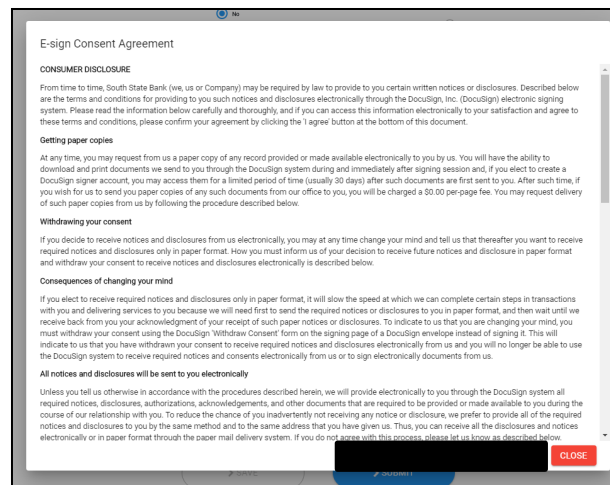 No
E-sign Consent Agreement
CONSUMER DISCLOSURE
From time to time, South State Bank (we, us or Company) may be required by law to provide to you certain written notices or disclosures. Described below
are the terms and conditions for providing to you such notices and disclosures electronically through the DocuSign, Inc. (DocuSign) electronic signing
system. Please read the information below carefully and thoroughly, and if you can access this information electronically to your satisfaction and agree to
these terms and conditions, please confirm your agreement by clicking the 'I agree' button at the bottom of this document.
Getting paper copies
At any time, you may request from us a paper copy of any record provided or made available electronically to you by us. You will have the ability to
download and print documents we send to you through the DocuSign system during and immediately after signing session and, if you elect to create a
DocuSign signer account, you may access them for a limited period of time (usually 30 days) after such documents are first sent to you. After such time, if
you wish for us to send you paper copies of any such documents from our office to you, you will be charged a $0.00 per-page fee. You may request delivery
of such paper copies from us by following the procedure described below.
Withdrawing your consent
If you decide to receive notices and disclosures from us electronically, you may at any time change your mind and tell us that thereafter you want to receive
required notices and disclosures only in paper format. How you must inform us of your decision to receive future notices and disclosure in paper format
and withdraw your consent to receive notices and disclosures electronically is described below.
Consequences of changing your mind
If you elect to receive required notices and disclosures only in paper format, it will slow the speed at which we can complete certain steps in transactions
with you and delivering services to you because we will need first to send the required notices or disclosures to you in paper format, and then wait until we
receive back from you your acknowledgment of your receipt of such paper notices or disclosures. To indicate to us that you are changing your mind, you
must withdraw your consent using the DocuSign 'Withdraw Consent' form on the signing page of a DocuSign envelope instead of signing it. This will
indicate to us that you have withdrawn your consent to receive required notices and disclosures electronically from us and you will no longer be able to use
the DocuSign system to receive required notices and consents electronically from us or to sign electronically documents from us.
All notices and disclosures will be sent to you electronically
Unless you tell us otherwise in accordance with the procedures described herein, we will provide electronically to you through the DocuSign system all
required notices, disclosures, authorizations, acknowledgements, and other documents that are required to be provided or made available to you during the
course of our relationship with you. To reduce the chance of you inadvertently not receiving any notice or disclosure, we prefer to provide all of the required
notices and disclosures to you by the same method and to the same address that you have given us. Thus, you can receive all the disclosures and notices
electronically or in paper format through the paper mail delivery system. If you do not agree with this process, please let us know as described below.
CLOSE
SAVE
SUBMIT